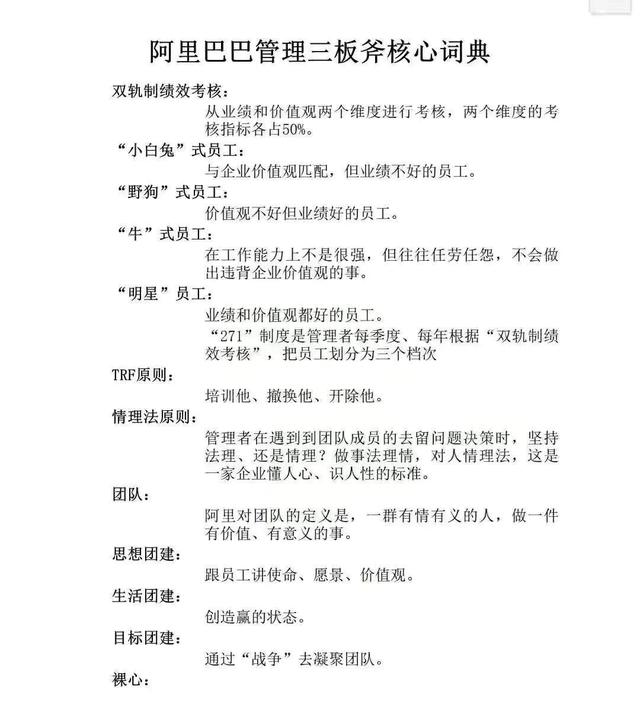 阿里巴巴管理三板斧核心词典
双轨制绩效考核：
从业绩和价值观两个维度进行考核，两个维度的考
核指标各占50%。
“小白兔”式员工：
与企业价值观匹配，但业绩不好的员工。
“野狗”式员工：
价值观不好但业绩好的员工。
“牛”式员工：
在工作能力上不是很强，但往往任劳任怨，不会做
出违背企业价值观的事。
“明星”员工：
业绩和价值观都好的员工。
“271”制度是管理者每季度、每年根据“双轨制绩
效考核”，把员工划分为三个档次
TRF原则：
培训他、撤换他、开除他。
情理法原则：
管理者在遇到到团队成员的去留问题决策时，坚持
法理、还是情理？做事法理情，对人情理法，这是
一家企业懂人心、识人性的标准。
团队：
阿里对团队的定义是，一群有情有义的人，做一件
有价值、有意义的事。
思想团建：
跟员工讲使命、愿景、价值观。
生活团建：
创造赢的状态。
目标团建：
通过“战争”去凝聚团队。
裸心：